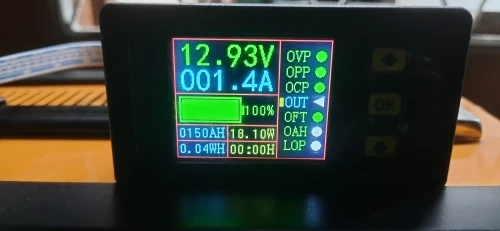 12.93V
001.4A
100%
0150AH 18.10W
0.04WH 00:00H
OVP
OPP
OCP
OUT
OFT
OAH
LOP
OK